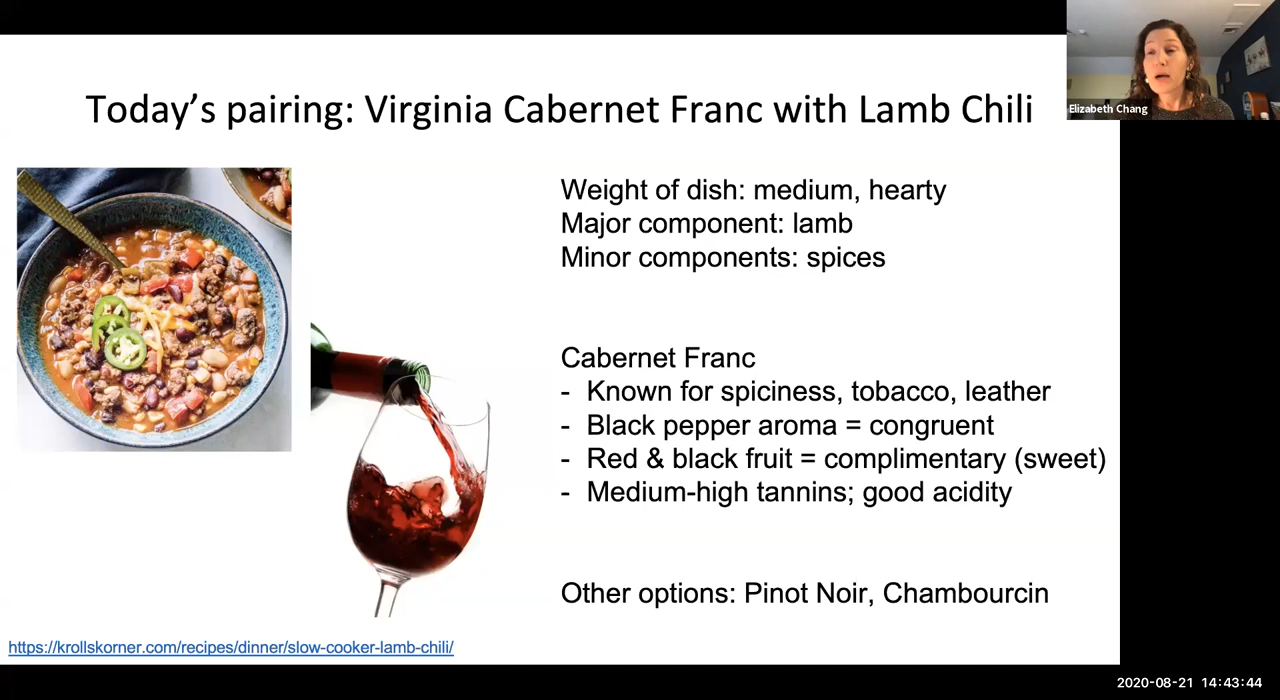 Elizabeth Chang
Today's pairing: Virginia Cabernet Franc with Lamb Chili
Weight of dish: medium, hearty
Major component: lamb
Minor components: spices
Cabernet Franc
- Known for spiciness, tobacco, leather
- Black pepper aroma = congruent
- Red & black fruit = complimentary (sweet)
- Medium-high tannins; good acidity
Other options: Pinot Noir, Chambourcin
https://krollskorner.com/recipes/dinner/slow-cooker-lamb-chili/
2020-08-21 14:43:44